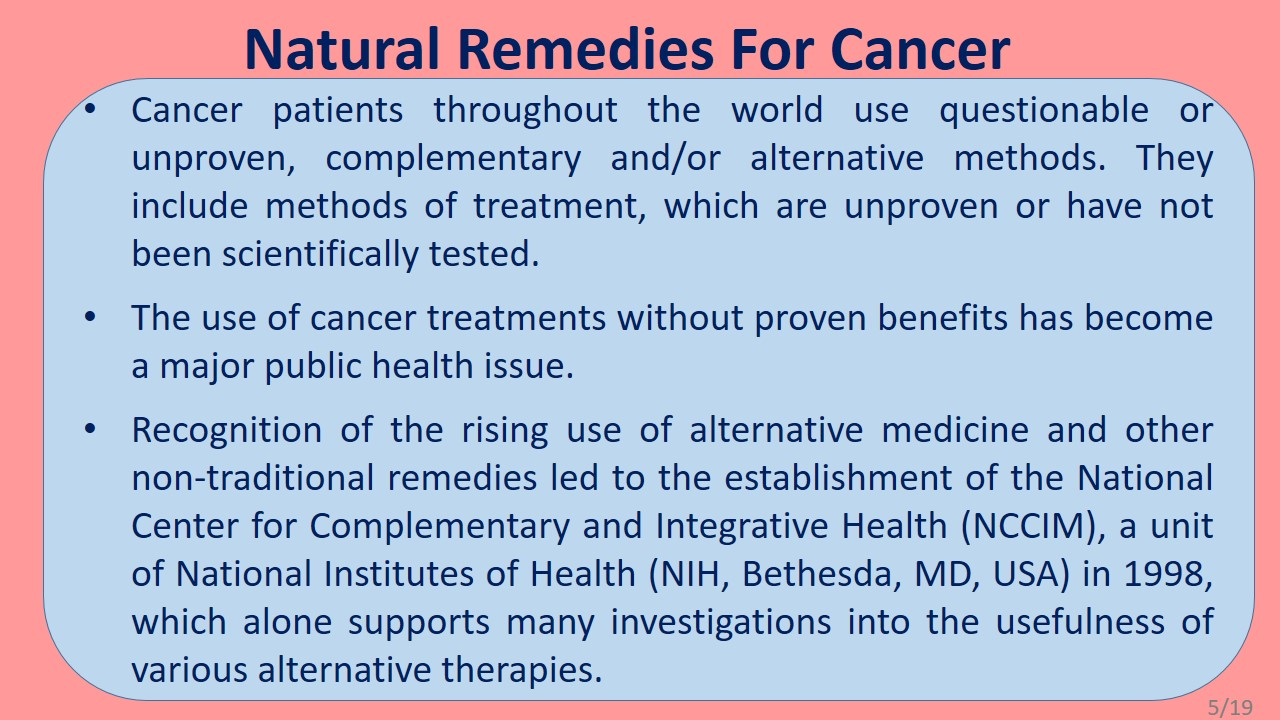 Natural Remedies For Cancer
• Cancer patients throughout the world use questionable or
unproven, complementary and/or alternative methods. They
include methods of treatment, which are unproven or have not
been scientifically tested.
• The use of cancer treatments without proven benefits has become
a major public health issue.
• Recognition of the rising use of alternative medicine and other
non-traditional remedies led to the establishment of the National
Center for Complementary and Integrative Health (NCCIM), a unit
of National Institutes of Health (NIH, Bethesda, MD, USA) in 1998,
which alone supports many investigations into the usefulness of
various alternative therapies.
5/19